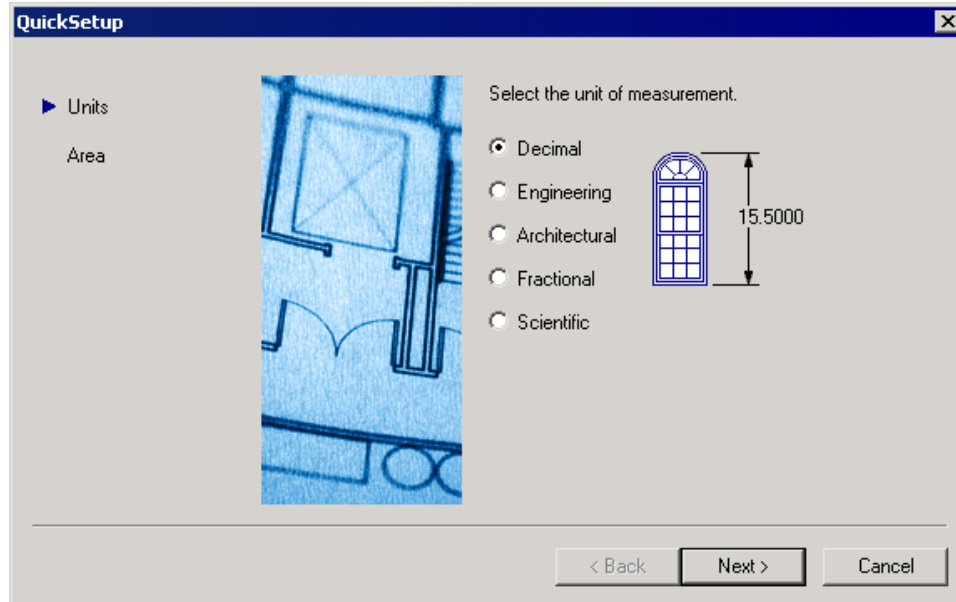 QuickSetup
Units
Area
Select the unit of measurement.
Decimal
Engineering
Architectural
Fractional
Scientific
15.5000
< Back
Next >
Cancel